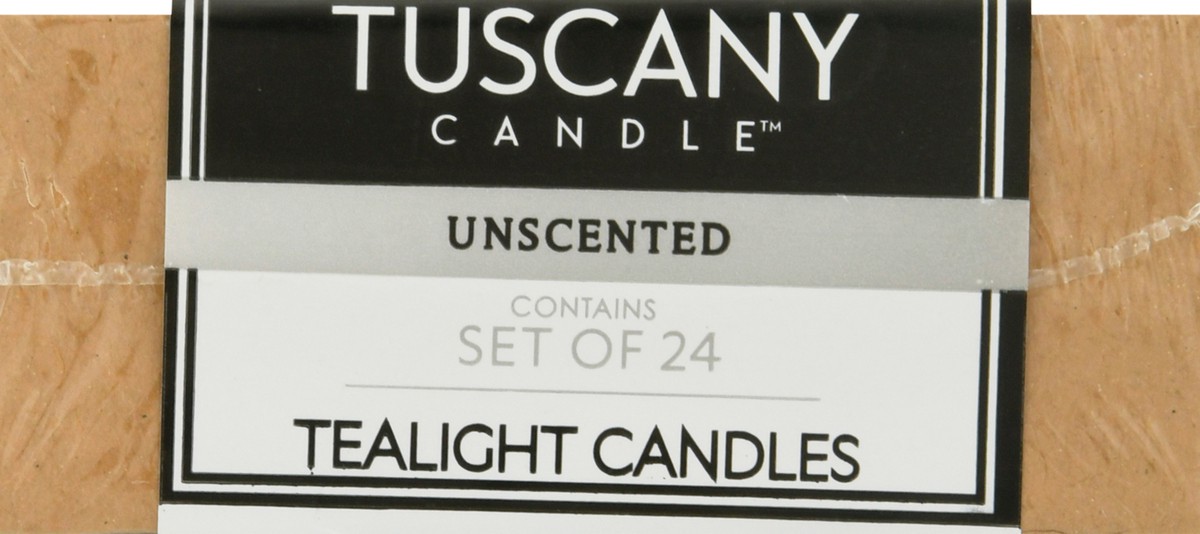 TUSCANY
CANDLE™
UNSCENTED
CONTAINS
SET OF 24
TEALIGHT CANDLES